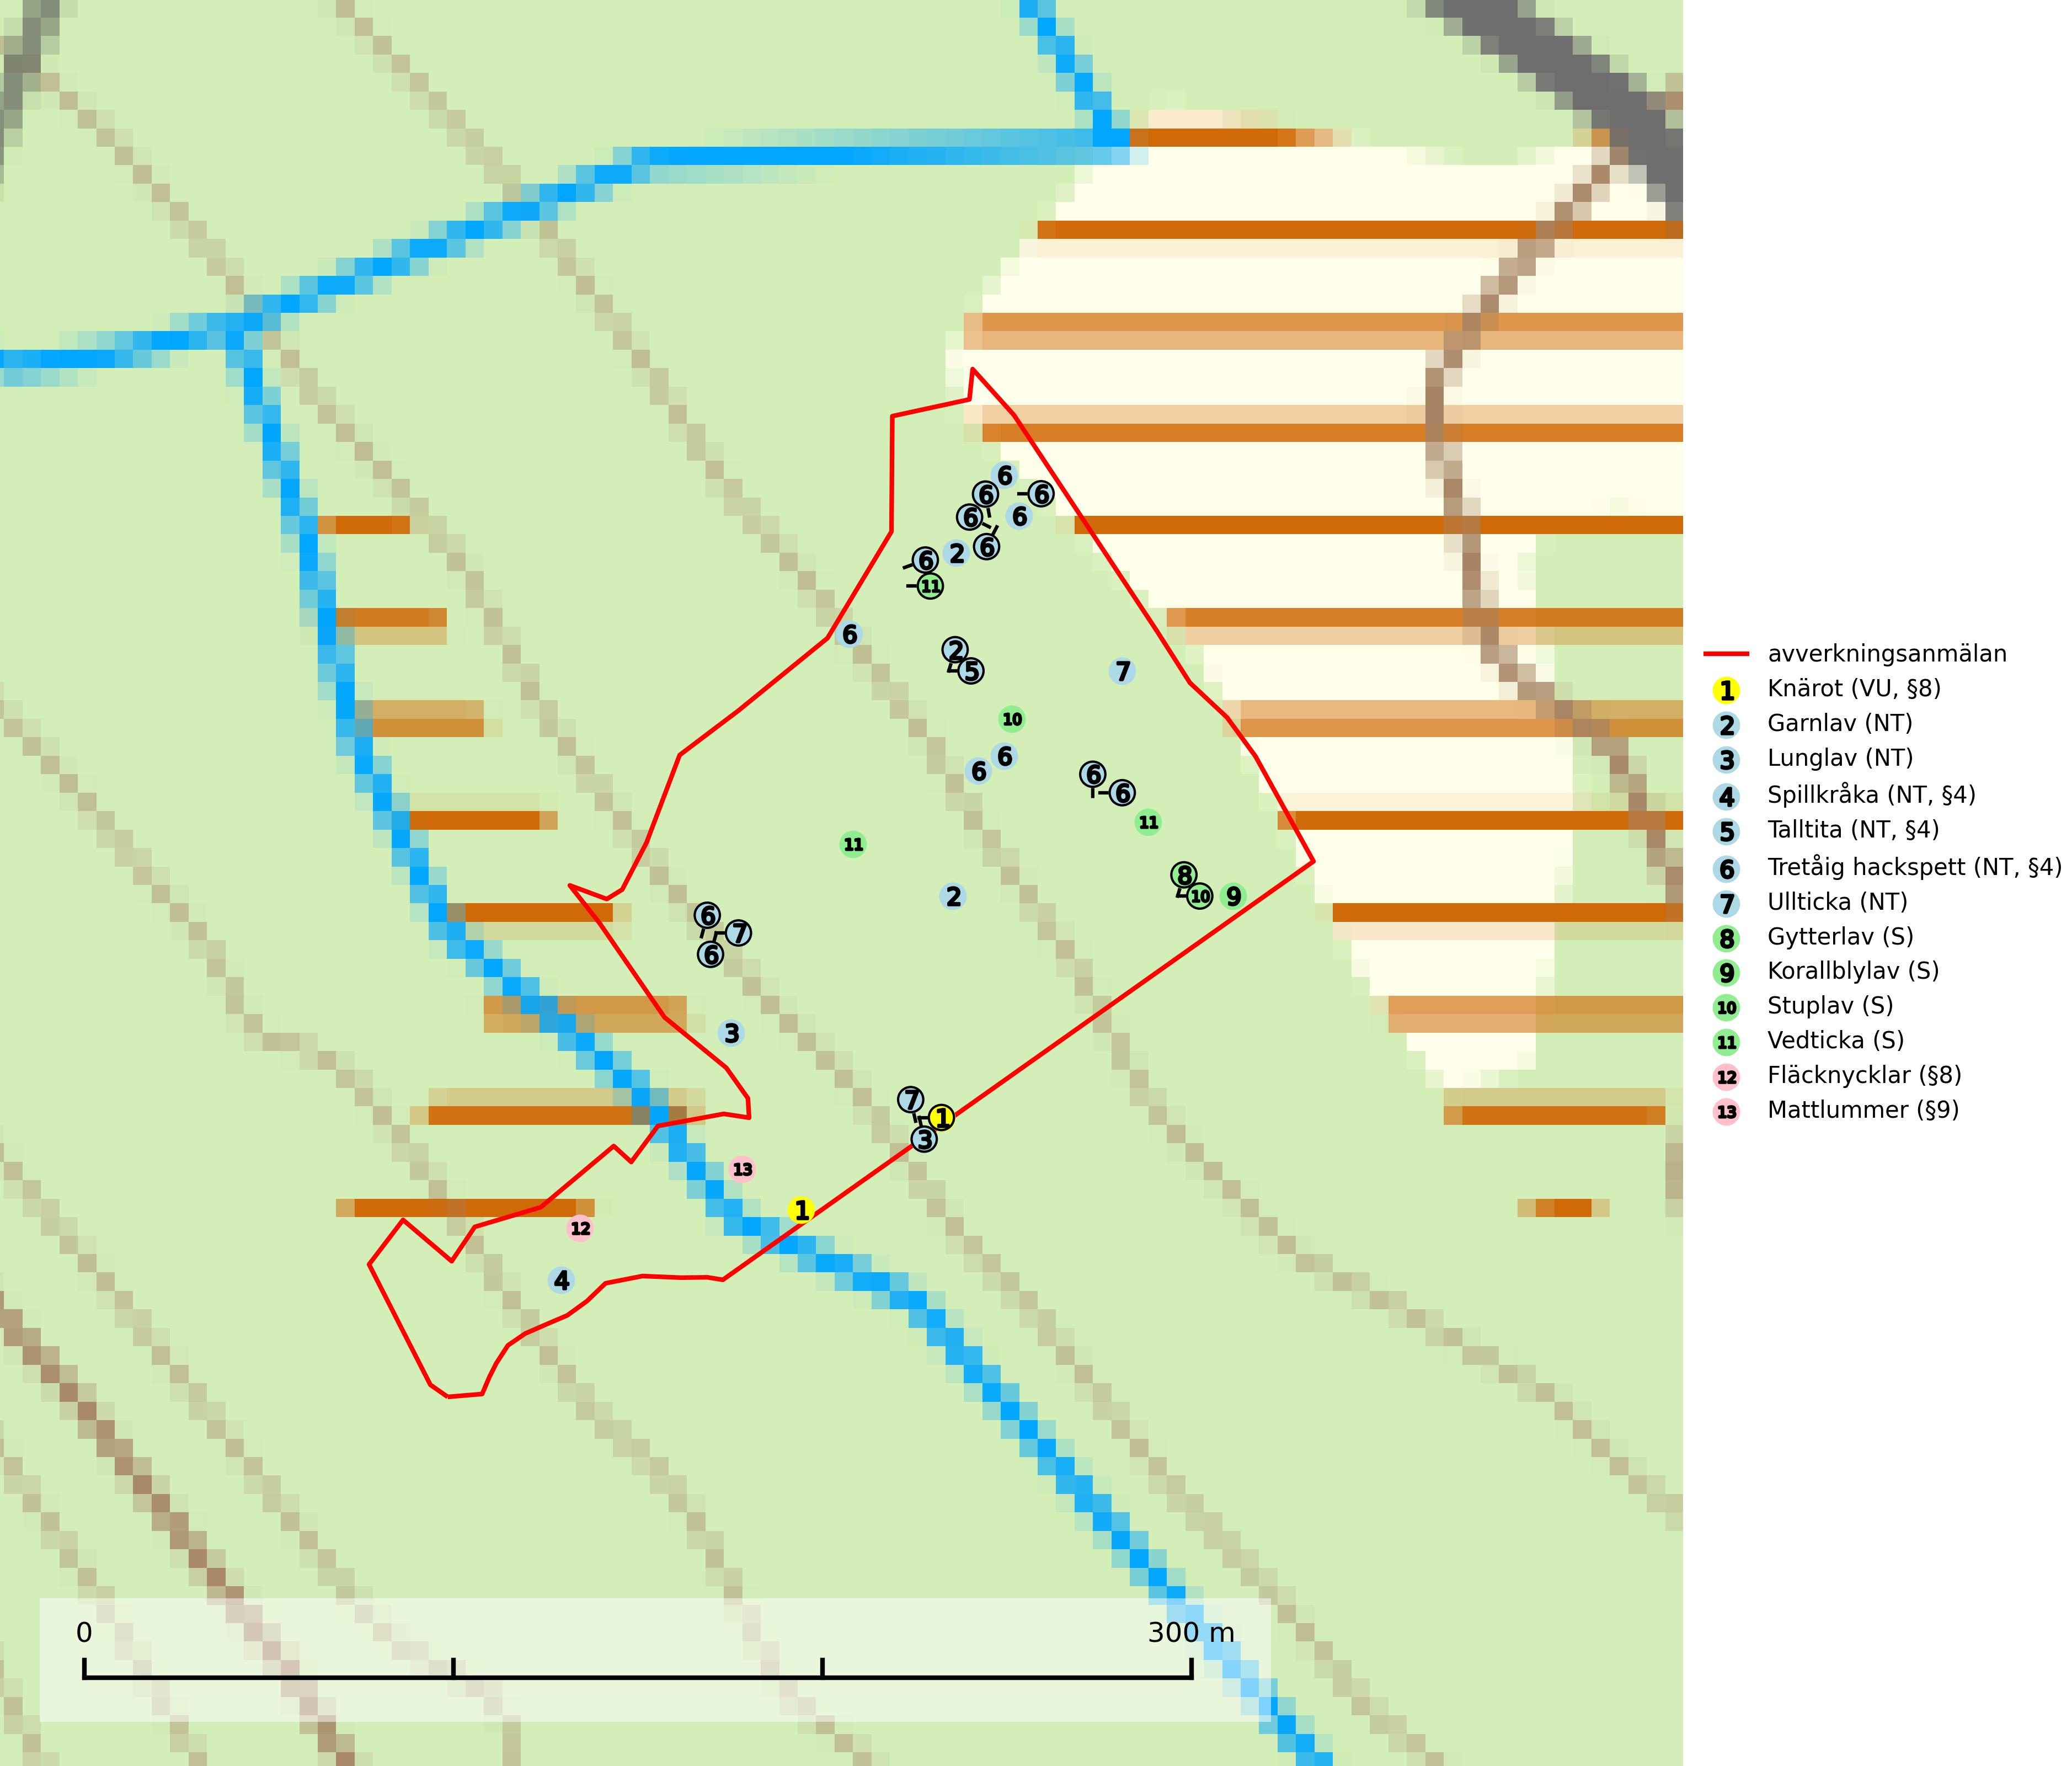 6
6 6
6 6
6
2
6
11
6
2
5
7
10
6
6
6
6
11
11
8
10 9
2
6
7
6
3
7
1
3
13
1
12
4
0 300 m
avverkningsanmälan
1 Knärot (VU, §8)
2 Garnlav (NT)
3 Lunglav (NT)
4 Spillkråka (NT, §4)
5 Talltita (NT, §4)
6 Tretåig hackspett (NT, §4)
7 Ullticka (NT)
8 Gytterlav (S)
9 Korallblylav (S)
10 Stuplav (S)
11 Vedticka (S)
12 Fläcknycklar (§8)
13 Mattlummer (§9)